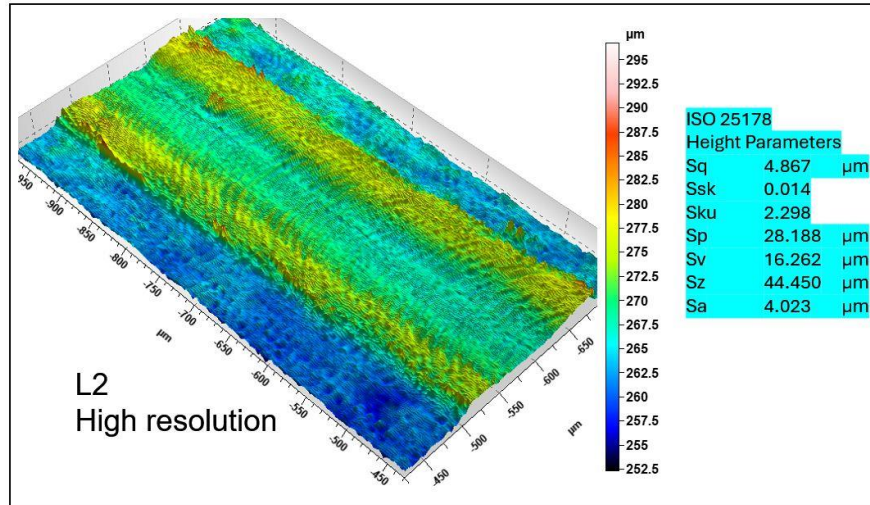 µm
295
292.5
290
287.5
285
282.5
280
277.5
275
272.5
270
267.5
265
262.5
260
257.5
255
252.5
ISO 25178
Height Parameters
Sq 4.867 µm
Ssk 0.014
Sku 2.298
Sp 28.188 µm
Sv 16.262 µm
Sz 44.450 µm
Sa 4.023 µm
950
-900
-850
-800
-750
-700
-650
-600
-550
-500
-450
µm
-650
-600
-550
-500
-450
µm
L2
High resolution